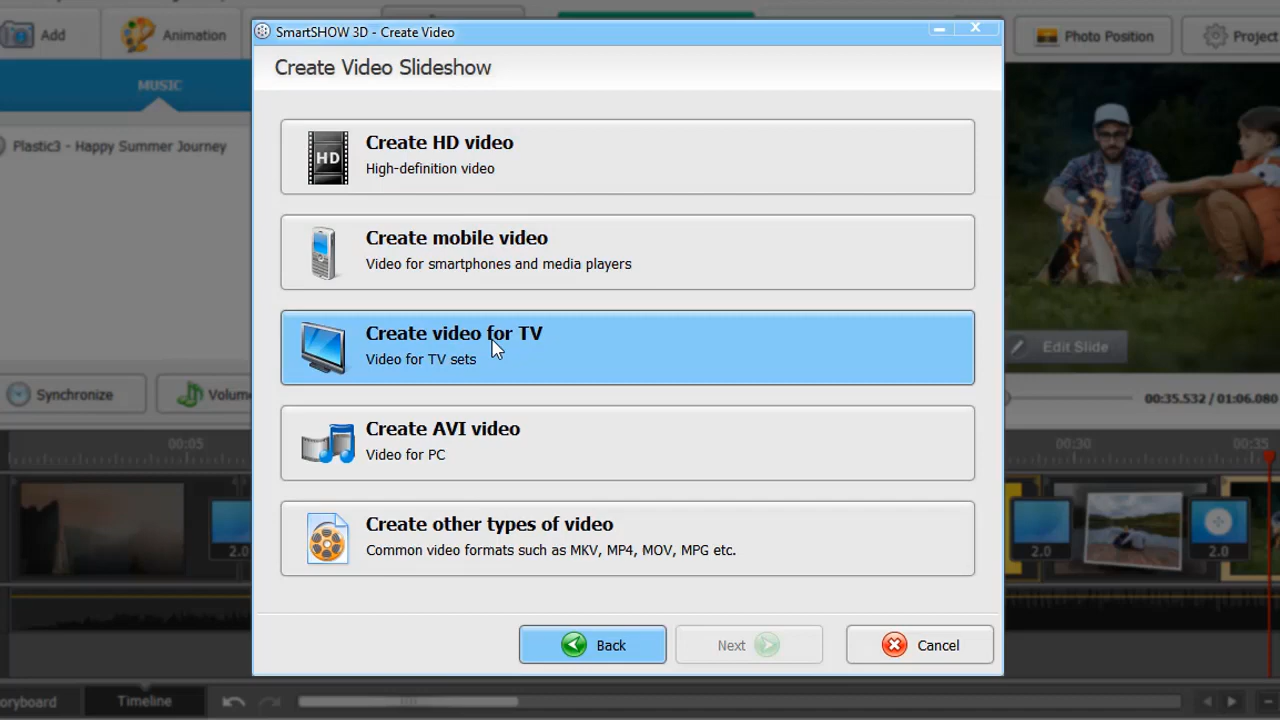 SmartSHOW 3D - Create Video
Add
Animation
Photo Position
Project
Create Video Slideshow
MUSIC
Plastic3 - Happy Summer Journey
Create HD video
High-definition video
HD
Create mobile video
Video for smartphones and media players
Create video for TV
Video for TV sets
Edit Slide
Synchronize
Volum
00:35.532 / 01:06.080
Create AVI video
Video for PC
00:05
00:30
00:35
Create other types of video
Common video formats such as MKV, MP4, MOV, MPG etc.
2.0
2.0
2.0
Back
Next
Cancel
oryboard
Timeline